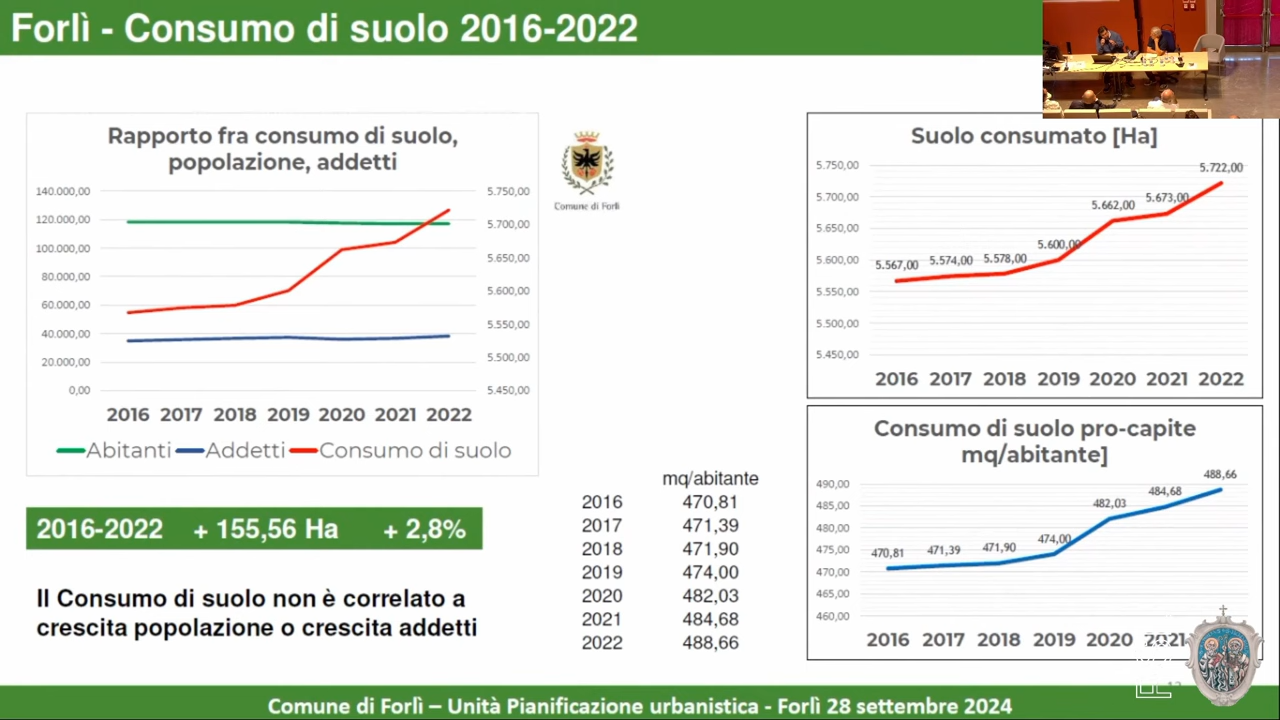 Forlì - Consumo di suolo 2016-2022
Rapporto fra consumo di suolo,
popolazione, addetti
140.000,00
120.000,00
100.000,00
80.000,00
60.000,00
40.000,00
20.000,00
0,00
5.750,00
5.700,00
5.650,00
5.600,00
5.550,00
5.500,00
5.450,00
2016 2017 2018 2019 2020 2021 2022
Abitanti Addetti Consumo di suolo
Comune di Forlì
2016-2022 + 155,56 Ha + 2,8%
Il Consumo di suolo non è correlato a
crescita popolazione o crescita addetti
mq/abitante
2016 470,81
2017 471,39
2018 471,90
2019 474,00
2020 482,03
2021 484,68
2022 488,66
Suolo consumato [Ha]
5.750,00
5.700,00
5.650,00
5.600,00
5.550,00
5.500,00
5.450,00
5.567,00 5.574,00 5.578,00 5.600,00 5.662,00 5.673,00 5.722,00
2016 2017 2018 2019 2020 2021 2022
Consumo di suolo pro-capite
mq/abitante]
490,00
485,00
480,00
475,00
470,00
465,00
460,00
470,81 471,39 471,90 474,00 482,03 484,68 488,66
2016 2017 2018 2019 2020 2021
Comune di Forlì – Unità Pianificazione urbanistica - Forlì 28 settembre 2024